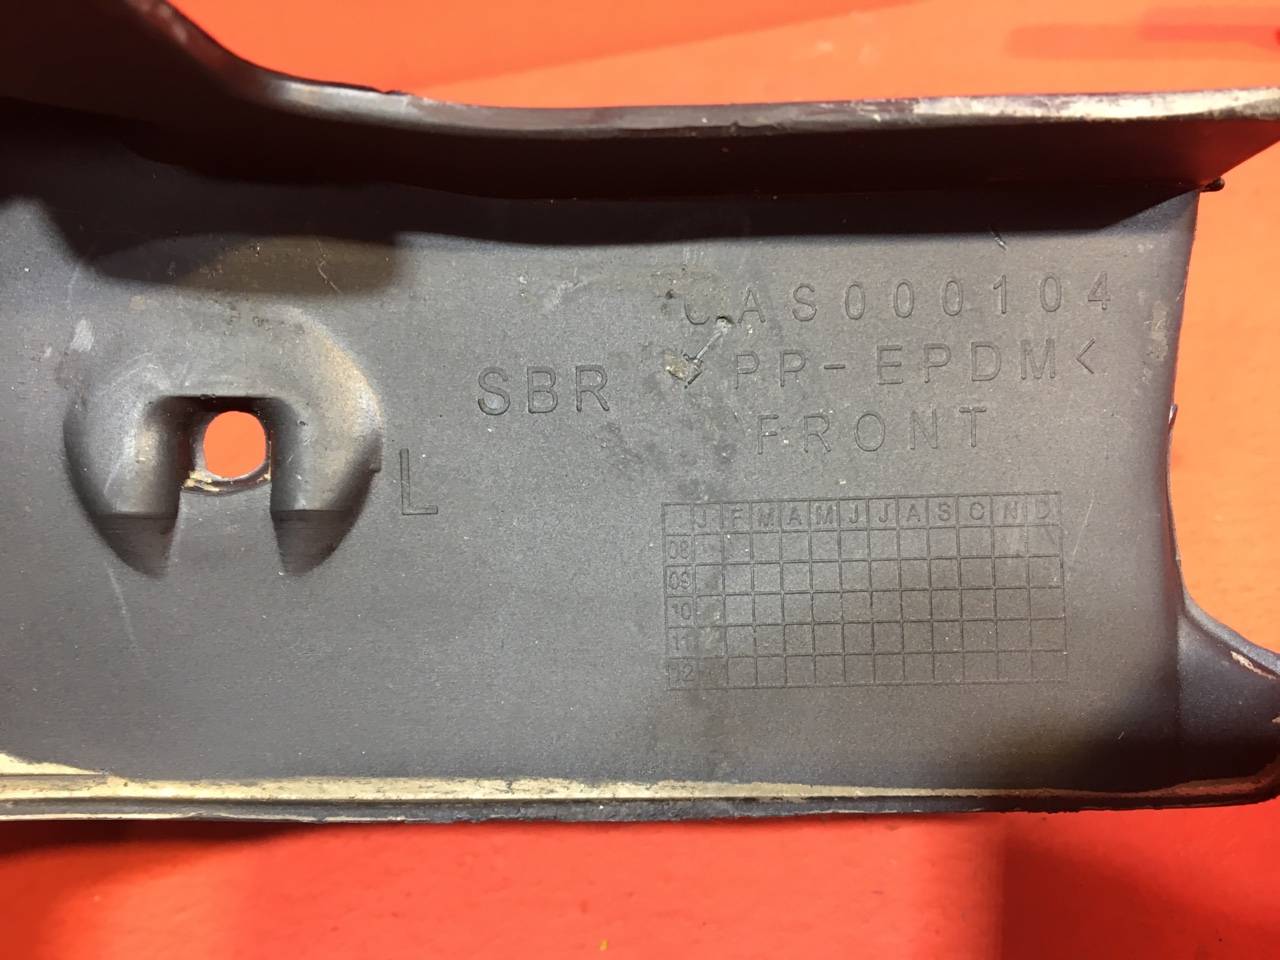 CAS000104
SBR >PP-EPDM<
FRONT
L
J F M A M J J A S O N D
08
09
10
11
12